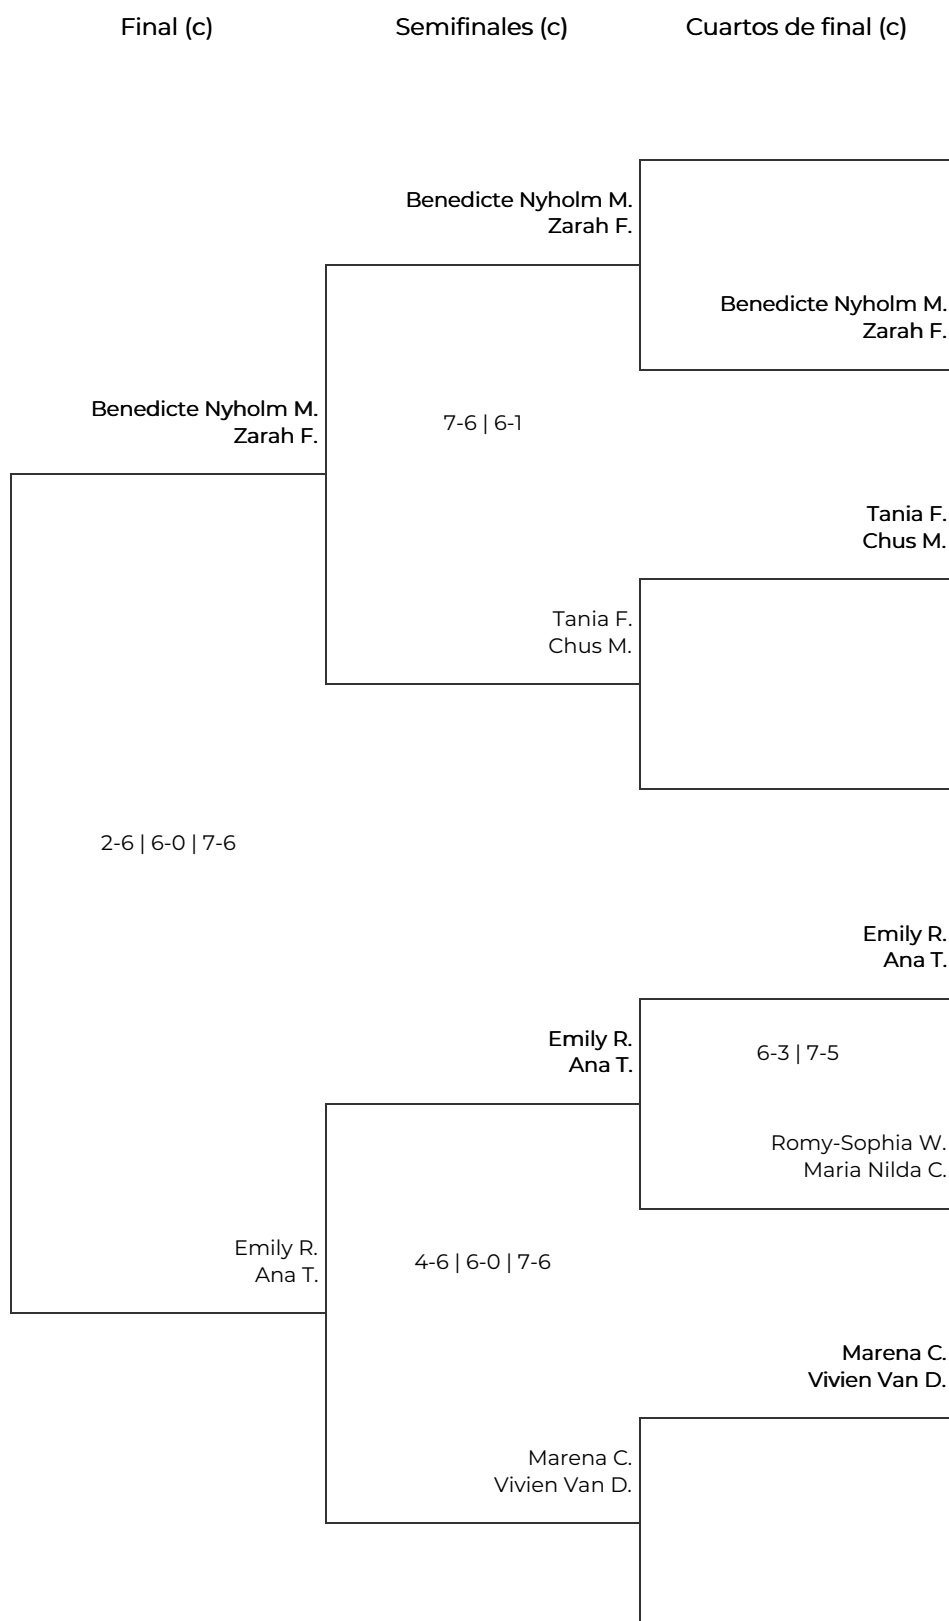 Final (c)
Semifinales (c)
Cuartos de final (c)
Benedicte Nyholm M.
Zarah F.
Benedicte Nyholm M.
Zarah F.
Benedicte Nyholm M.
Zarah F.
7-6 | 6-1
Tania F.
Chus M.
Tania F.
Chus M.
2-6 | 6-0 | 7-6
Emily R.
Ana T.
Emily R.
Ana T.
6-3 | 7-5
Romy-Sophia W.
Maria Nilda C.
Emily R.
Ana T.
4-6 | 6-0 | 7-6
Marena C.
Vivien Van D.
Marena C.
Vivien Van D.